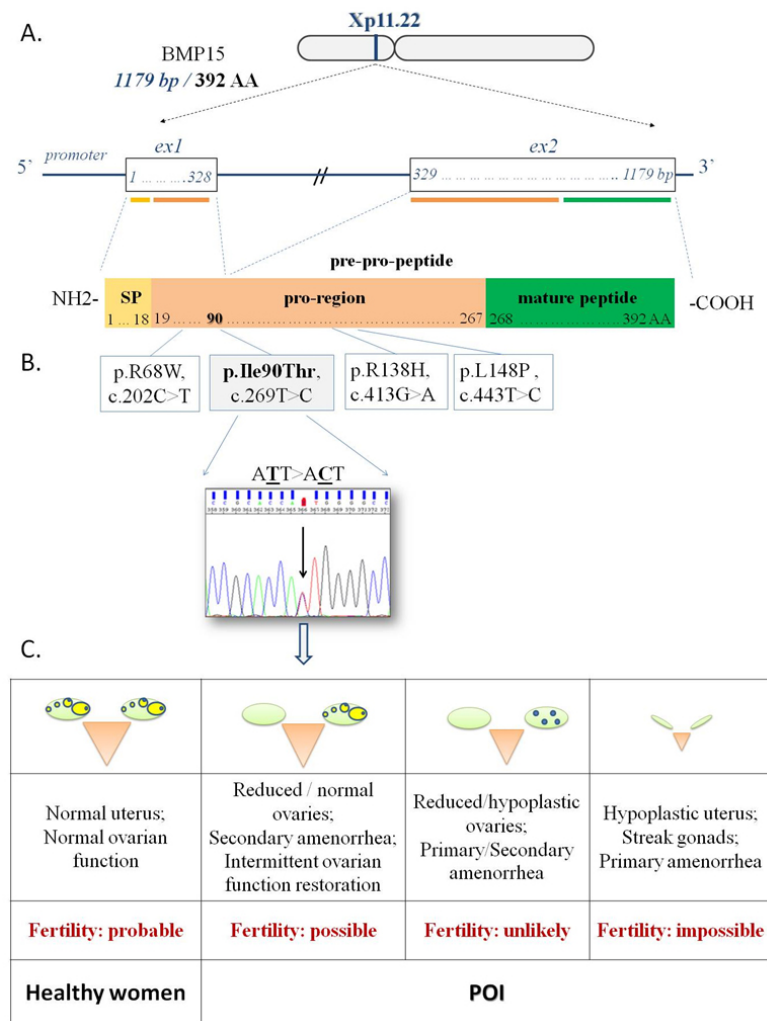 A.
Xp11.22
BMP15
1179 bp / 392 AA
5’ promoter ex1 ex2 3’
1 ... ... ..328 // 329 ... ... ... ... ... ... ... ... .. 1179 bp
pre-pro-peptide
NH2- SP pro-region mature peptide -COOH
1 ... 18 19 ... ... 90 ... ... ... ... ... ... ... ... ... 267 268 ... ... ... ... 392 AA
B.
p.R68W, p.Ile90Thr, p.R138H, p.L148P ,
c.202C>T c.269T>C c.413G>A c.443T>C
ATT>ACT
C.
Normal uterus;
Normal ovarian
function
Reduced / normal
ovaries;
Secondary amenorrhea;
Intermittent ovarian
function restoration
Reduced/hypoplastic
ovaries;
Primary/Secondary
amenorrhea
Hypoplastic uterus;
Streak gonads;
Primary amenorrhea
Fertility: probable Fertility: possible Fertility: unlikely Fertility: impossible
Healthy women POI